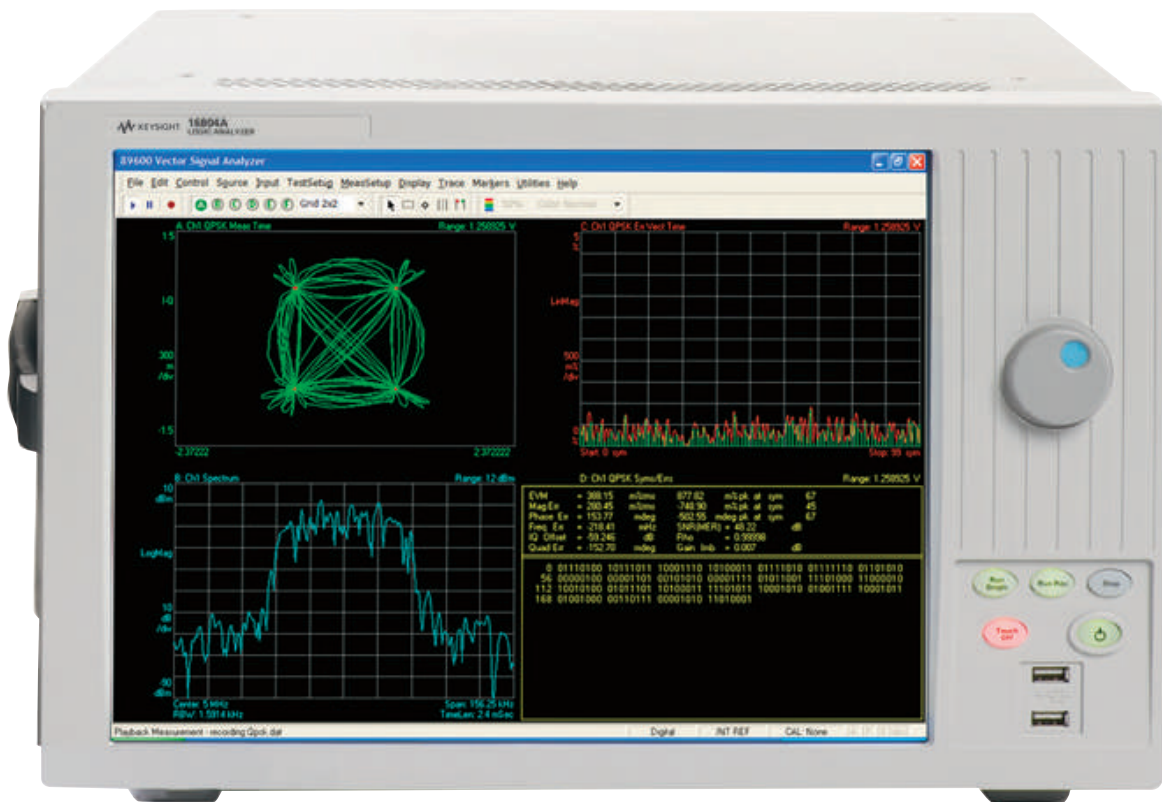 KEYSIGHT 16804A
LOGIC ANALYZER
89600 Vector Signal Analyzer
File Edit Control Source Input TestSetup MeasSetup Display Trace Markers Utilities Help
A B C D E F Grid 2x2 50% Color Normal
A: Ch1 QPSK Meas Time Range: 1.258925 V
1.5
I-Q
300
m
/div
-1.5
-2.37222 2.372222
C: Ch1 QPSK Err Vect Time Range: 1.258925 V
5
%
LinMag
500
m%
/div
0
Start: 0 sym Stop: 99 sym
B: Ch1 Spectrum Range: 12 dBm
10
dBm
LogMag
10
dB
/div
-90
dBm
Center: 5 MHz Span: 156.25 kHz
RBW: 1.5914 kHz TimeLen: 2.4 mSec
D: Ch1 QPSK Syms/Errs Range: 1.258925 V
EVM = 388.15 m%rms 877.82 m%pk at sym 67
Mag Err = 260.45 m%rms -748.90 m%pk at sym 45
Phase Err = 153.77 mdeg -502.55 mdeg pk at sym 67
Freq Err = -218.41 mHz SNR(MER) = 48.22 dB
IQ Offset = -59.246 dB Rho = 0.99998
Quad Err = -152.70 mdeg Gain Imb = 0.007 dB
0 01110100 10111011 10001110 10100011 01111010 01111110 01101010
56 00000100 00001101 00101010 00001111 01011001 11101000 11000010
112 10010100 01011101 10100011 11101011 10001010 01001111 10001011
168 01001000 00110111 00001010 11010001
Playback Measurement - recording:Qpsk.dat Digital INT REF CAL: None
Run
Single
Run Rep
Stop
Touch
Off